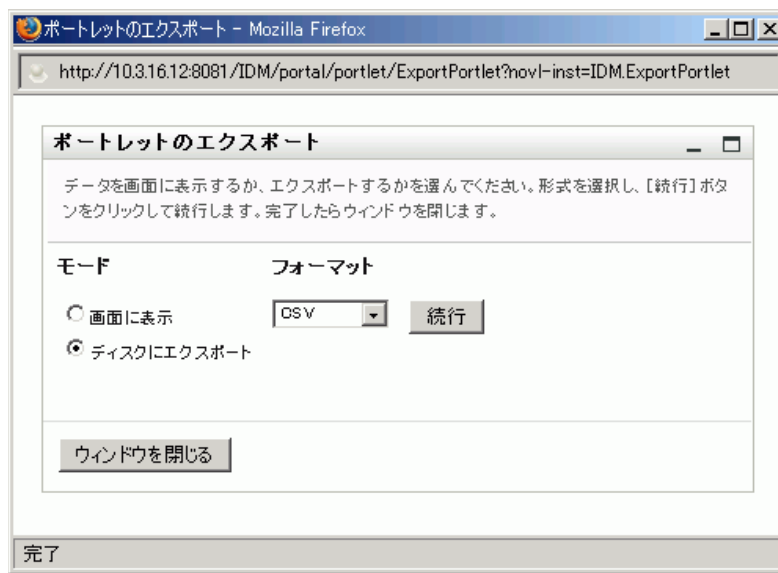 ポートレットのエクスポート - Mozilla Firefox
http://10.3.16.12:8081/IDM/portal/portlet/ExportPortlet?novl-inst=IDM.ExportPortlet
ポートレットのエクスポート
データを画面に表示するか、エクスポートするかを選んでください。形式を選択し、[続行]ボタ
ンをクリックして続行します。完了したらウィンドウを閉じます。
モード フォーマット
画面に表示 CSV 続行
ディスクにエクスポート
ウィンドウを閉じる
完了